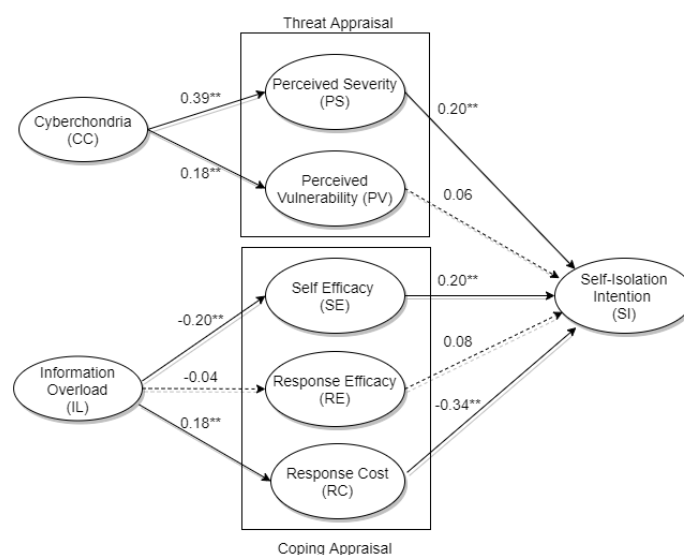 Threat Appraisal
Perceived Severity
(PS)
0.39**
0.20**
Cyberchondria
(CC)
0.18**
Perceived
Vulnerability (PV)
0.06
Self Efficacy
(SE)
0.20**
Self-Isolation
Intention
(SI)
-0.20**
Information
Overload
(IL)
-0.04
Response Efficacy
(RE)
0.08
0.18**
-0.34**
Response Cost
(RC)
Coping Appraisal